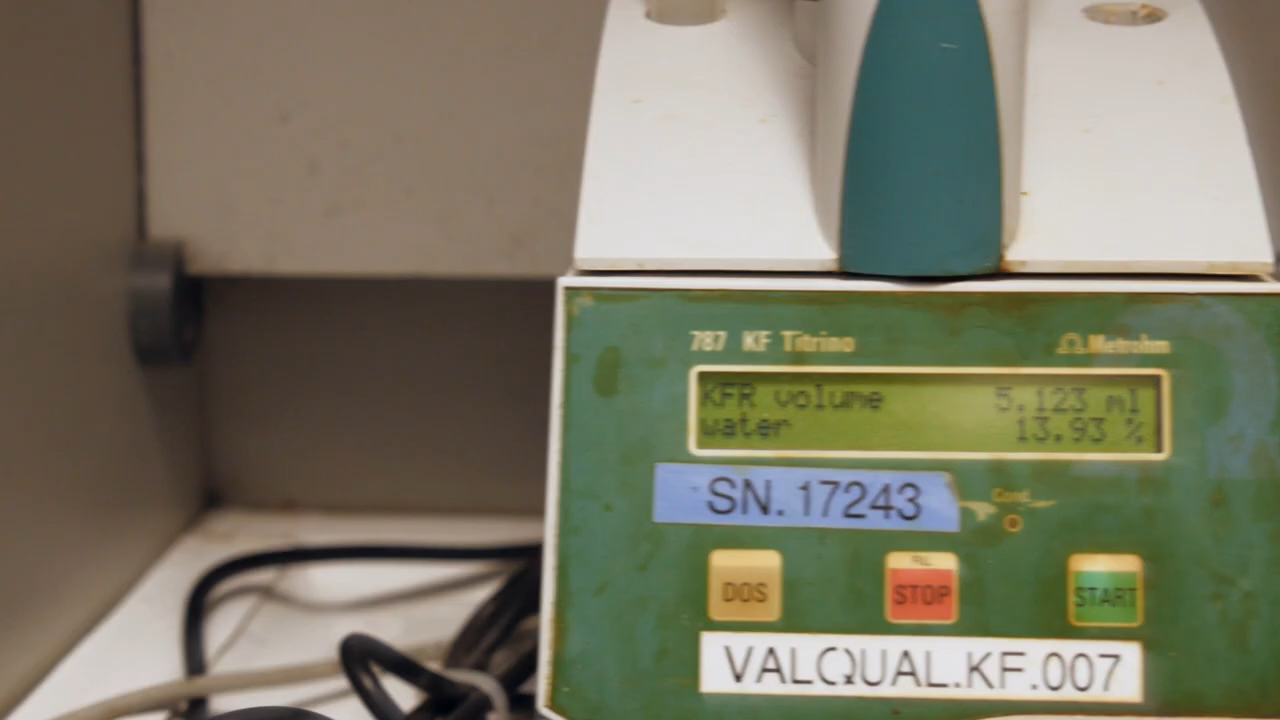 787 KF Titrino
Metrohm
KFR volume 5.123 ml
water 13.93 %
SN.17243
Cond.
DOS
STOP
START
VALQUAL.KF.007